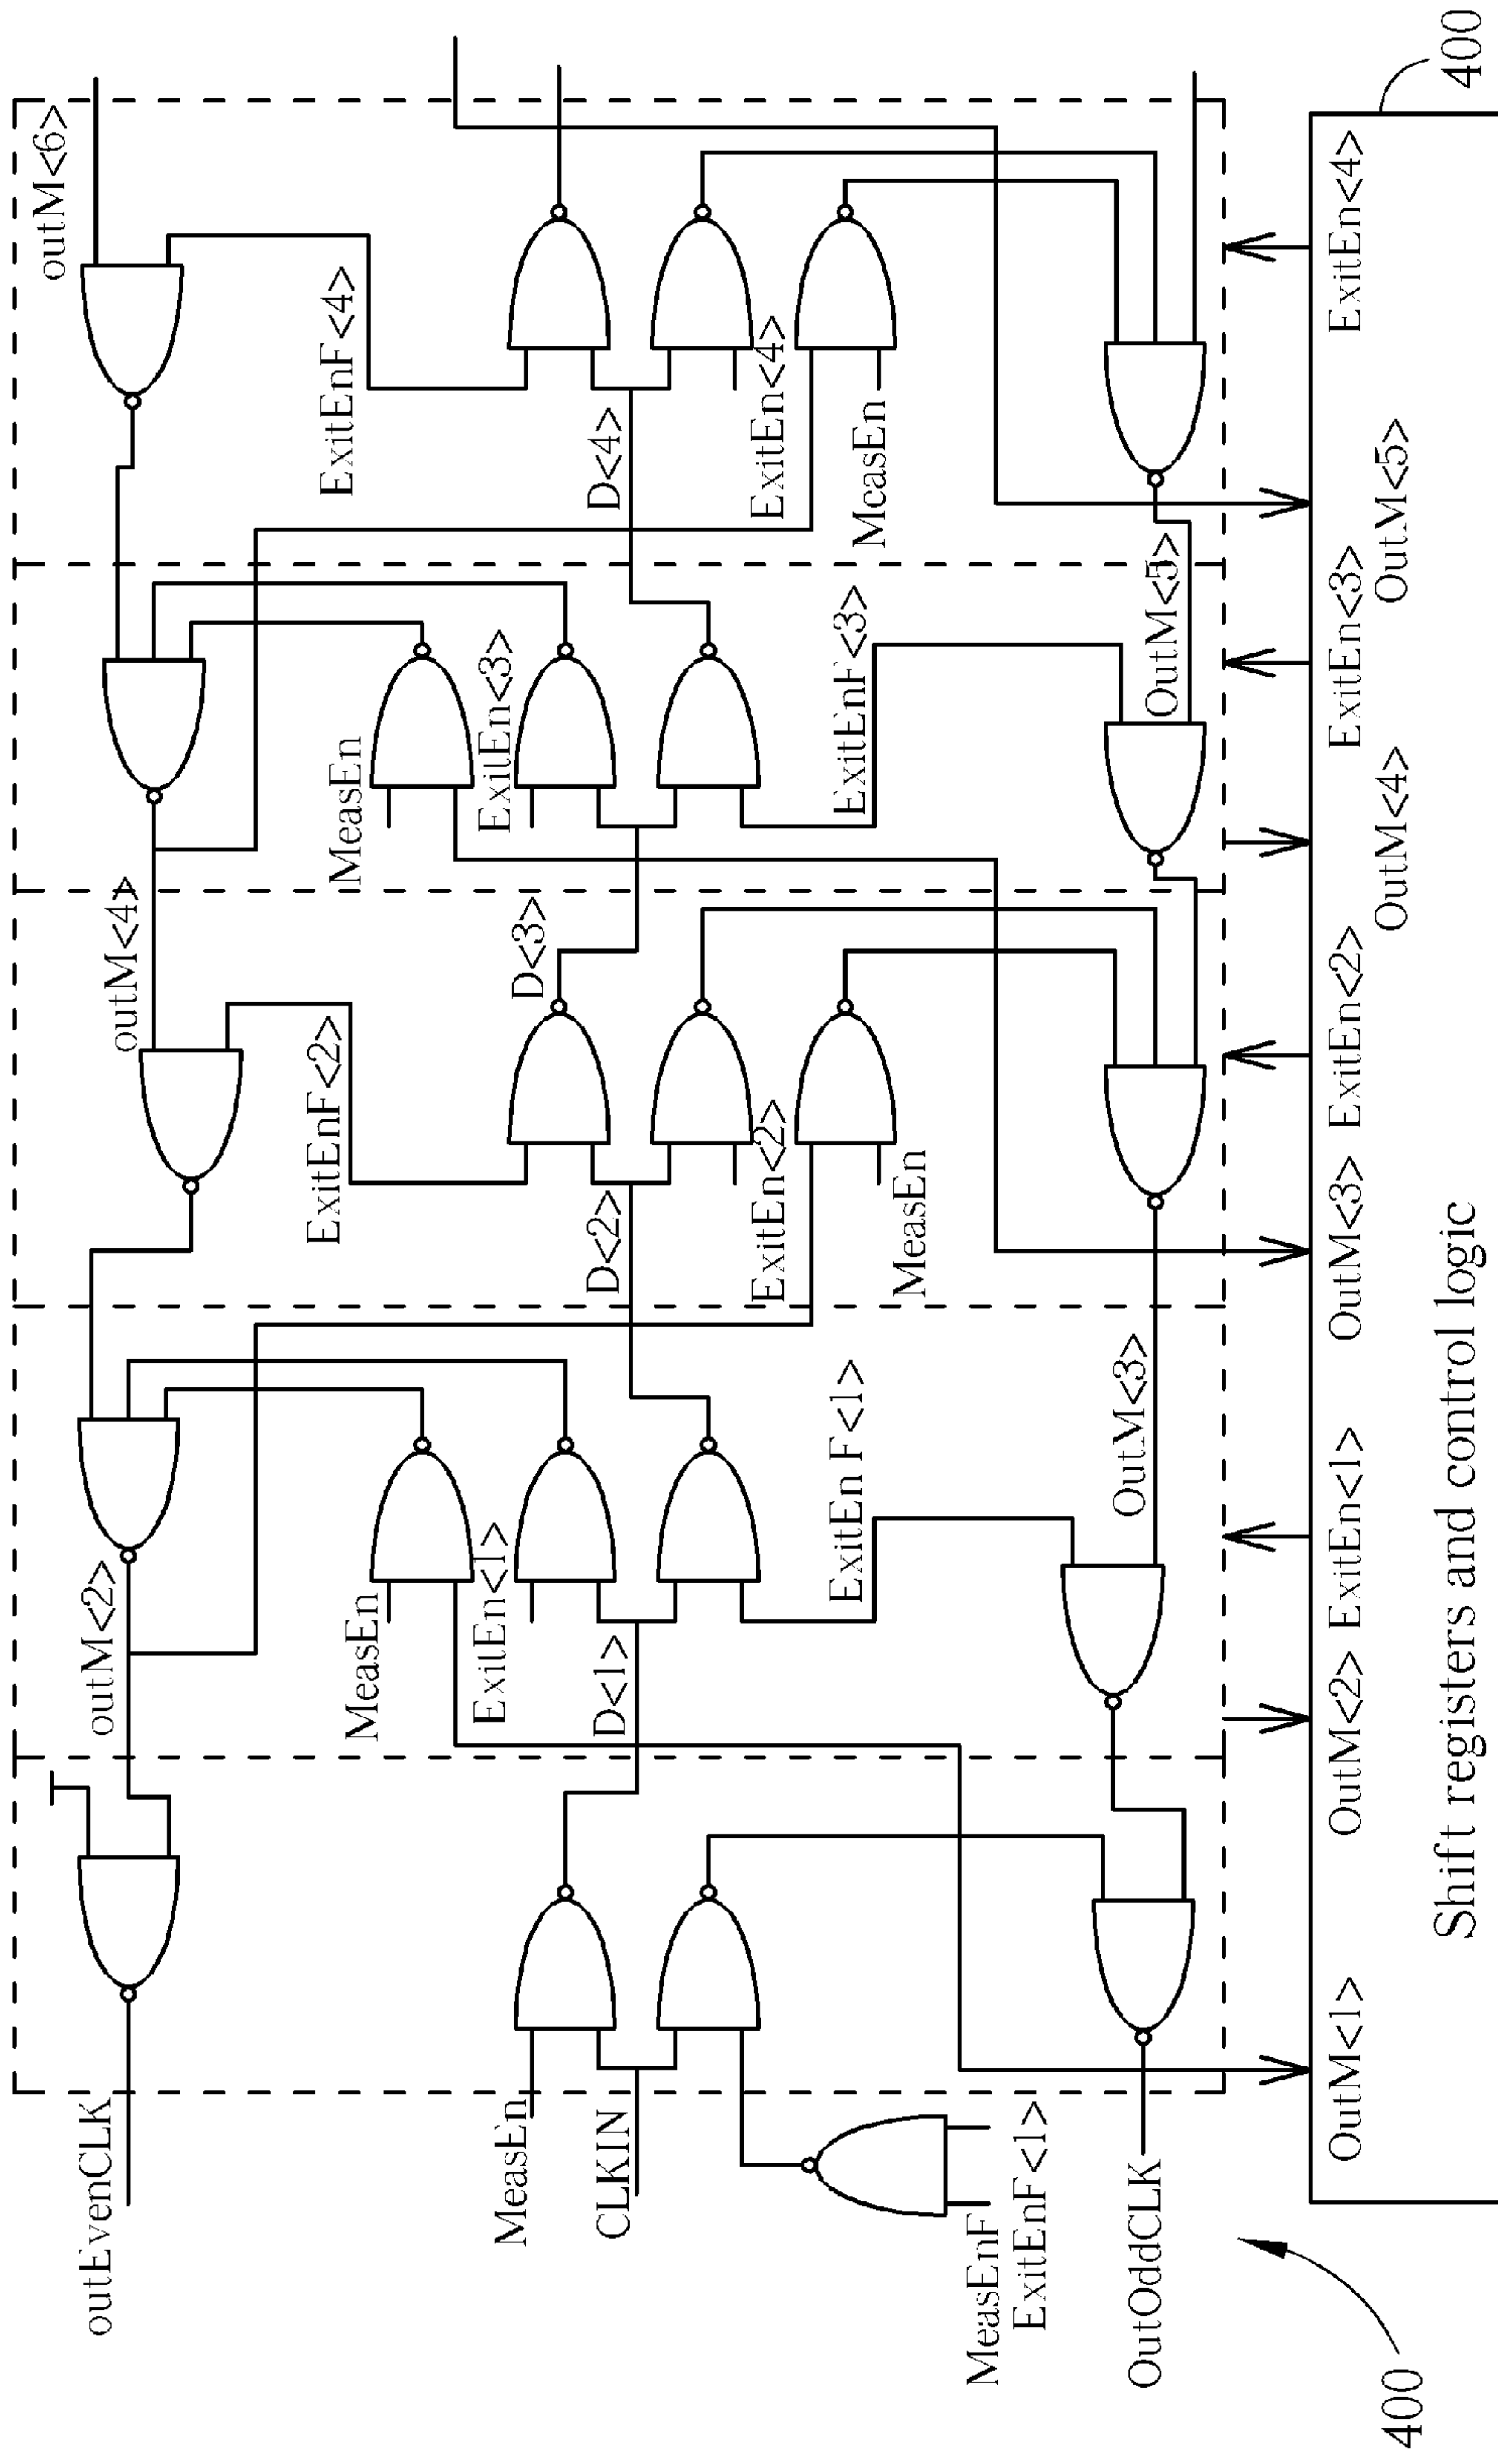 outEvenCLK
outM<2>
outM<4>
outM<6>
MeasEn
ExitEnF<2>
MeasEn
ExitEnF<4>
MeasEn
ExitEn<1>
ExitEn<3>
CLKIN
D<1>
D<2>
D<3>
D<4>
ExitEn<2>
ExitEn<4>
ExitEn F<1>
MeasEn
ExitEnF<3>
McasEn
MeasEnF
ExitEnF<1>
OutOddCLK
OutM<3>
OutM<5>
OutM<1>
OutM<2>
ExitEn<1>
OutM<3>
ExitEn<2>
OutM<4>
ExitEn<3>
OutM<5>
ExitEn<4>
Shift registers and control logic
400
400